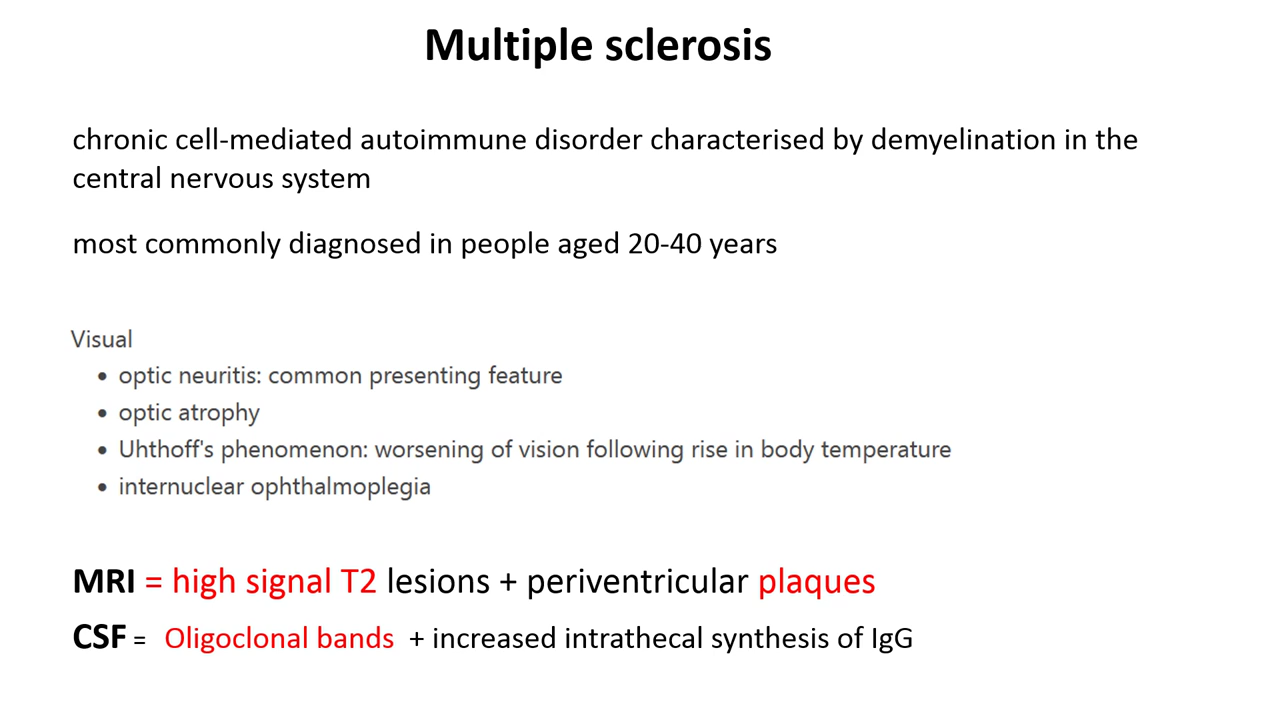 Multiple sclerosis
chronic cell-mediated autoimmune disorder characterised by demyelination in the
central nervous system
most commonly diagnosed in people aged 20-40 years
Visual
• optic neuritis: common presenting feature
• optic atrophy
• Uhthoff's phenomenon: worsening of vision following rise in body temperature
• internuclear ophthalmoplegia
MRI = high signal T2 lesions + periventricular plaques
CSF = Oligoclonal bands + increased intrathecal synthesis of IgG